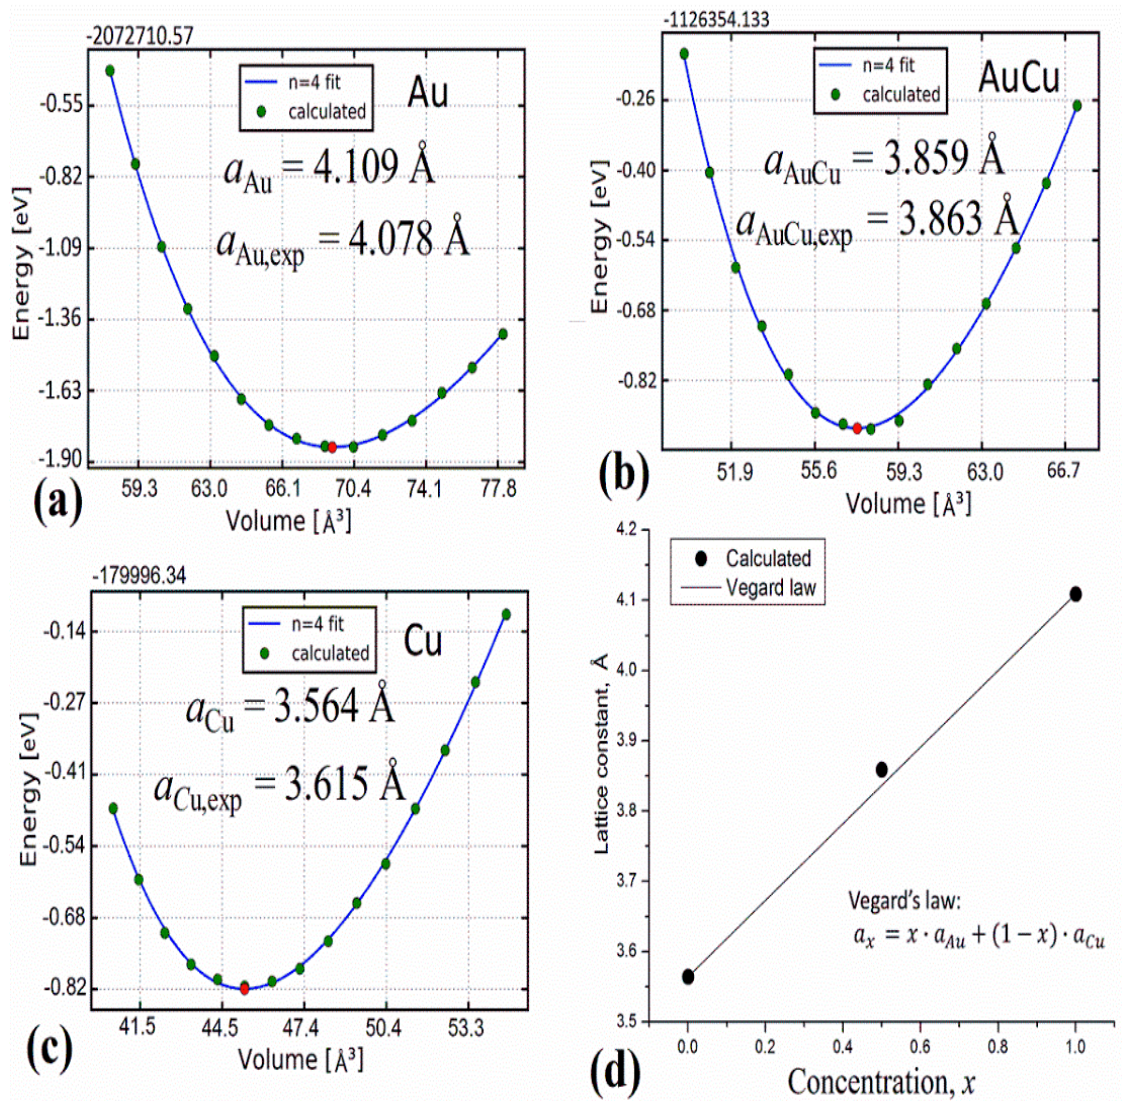 -2072710.57
n=4 fit
calculated
Au
a_Au = 4.109 Å
a_Au,exp = 4.078 Å
-0.55
-0.82
-1.09
-1.36
-1.63
-1.90
Energy [eV]
59.3 63.0 66.1 70.4 74.1 77.8
Volume [Å³]
(a)
-1126354.133
n=4 fit
calculated
AuCu
a_AuCu = 3.859 Å
a_AuCu,exp = 3.863 Å
-0.26
-0.40
-0.54
-0.68
-0.82
Energy [eV]
51.9 55.6 59.3 63.0 66.7
Volume [Å³]
(b)
-179996.34
n=4 fit
calculated
Cu
a_Cu = 3.564 Å
a_Cu,exp = 3.615 Å
-0.14
-0.27
-0.41
-0.54
-0.68
-0.82
Energy [eV]
41.5 44.5 47.4 50.4 53.3
Volume [Å³]
(c)
4.2
4.1
4.0
3.9
3.8
3.7
3.6
3.5
Lattice constant, Å
Calculated
Vegard law
Vegard's law:
a_x = x · a_Au + (1 − x) · a_Cu
0.0 0.2 0.4 0.6 0.8 1.0
Concentration, x
(d)